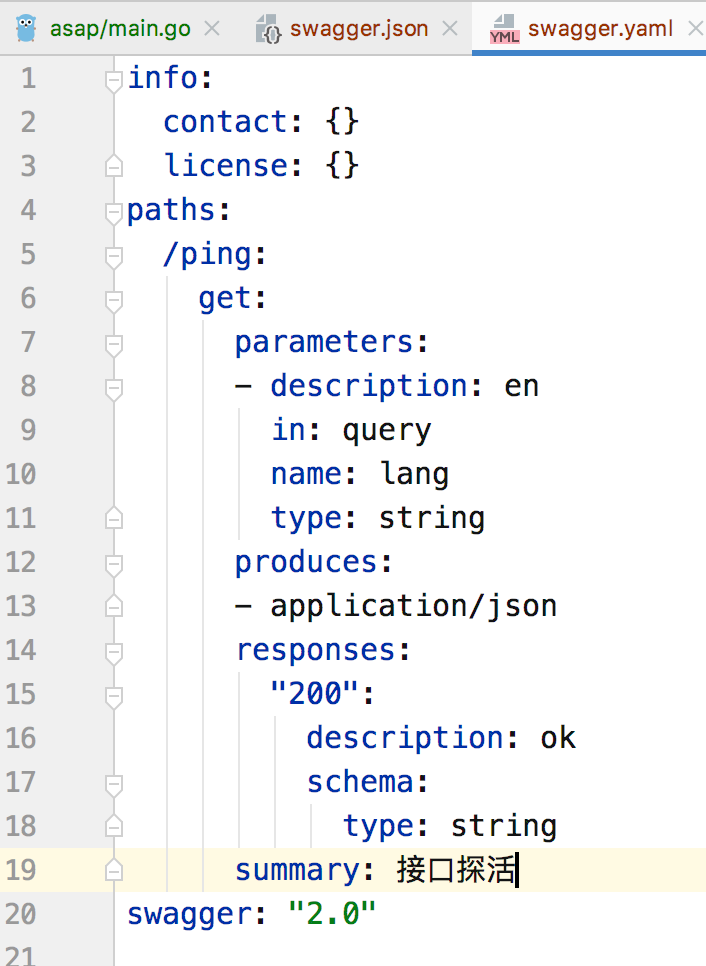 asap/main.go swagger.json YML swagger.yaml
1 info:
2   contact: {}
3   license: {}
4 paths:
5   /ping:
6     get:
7       parameters:
8       - description: en
9         in: query
10         name: lang
11         type: string
12       produces:
13       - application/json
14       responses:
15         "200":
16           description: ok
17           schema:
18             type: string
19       summary: 接口探活
20 swagger: "2.0"
21